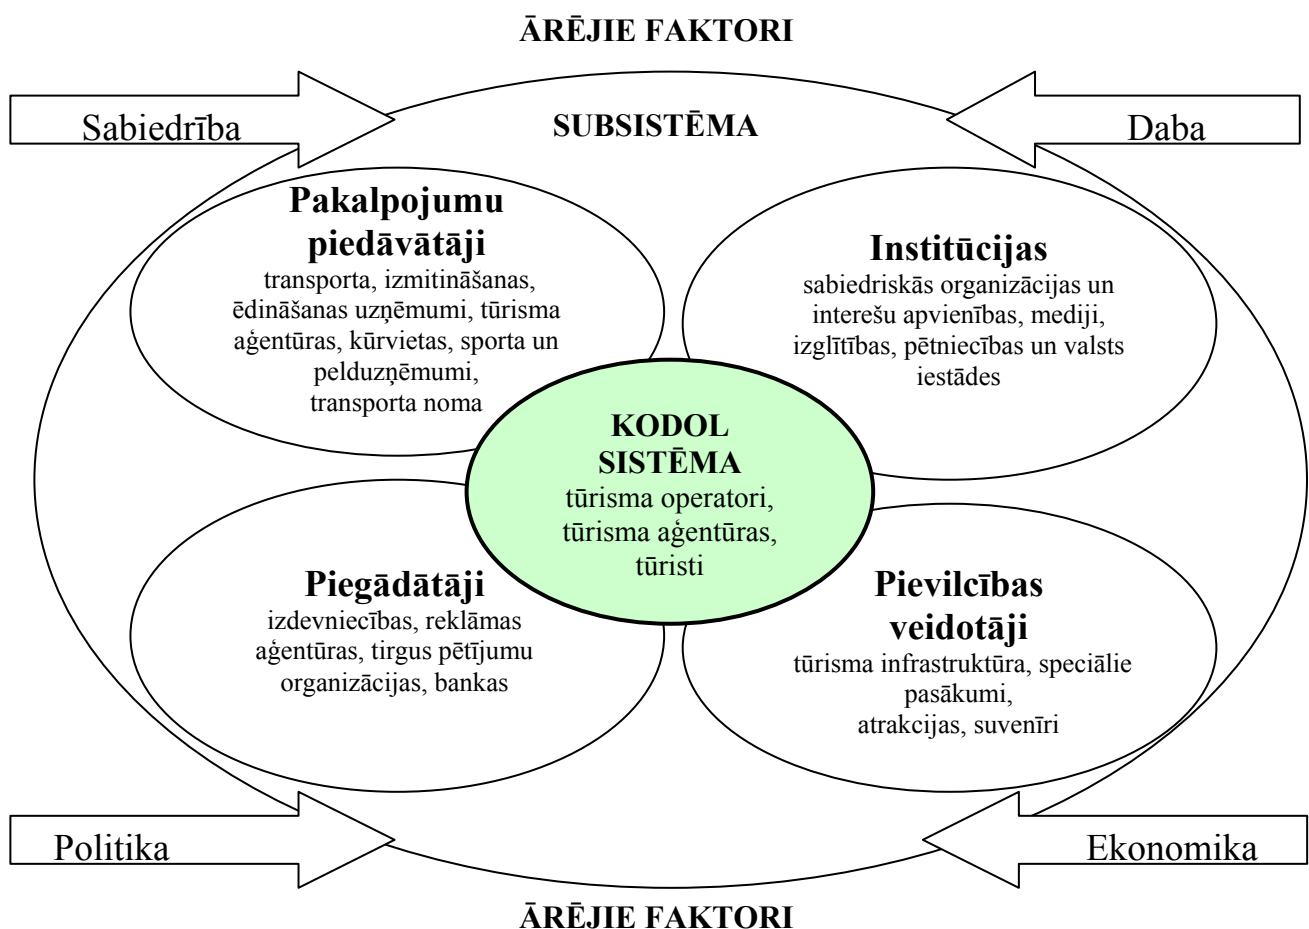 ĀRĒJIE FAKTORI
Sabiedrība
SUBSISTĒMA
Daba
Pakalpojumu
piedāvātāji
transporta, izmitināšanas,
ēdināšanas uzņēmumi, tūrisma
aģentūras, kūrvietas, sporta un
pelduzņēmumi,
transporta noma
Institūcijas
sabiedriskās organizācijas un
interešu apvienības, mediji,
izglītības, pētniecības un valsts
iestādes
KODOL
SISTĒMA
tūrisma operatori,
tūrisma aģentūras,
tūristi
Piegādātāji
izdevniecības, reklāmas
aģentūras, tirgus pētījumu
organizācijas, bankas
Pievilcības
veidotāji
tūrisma infrastruktūra, speciālie
pasākumi,
atrakcijas, suvenīri
Politika
Ekonomika
ĀRĒJIE FAKTORI